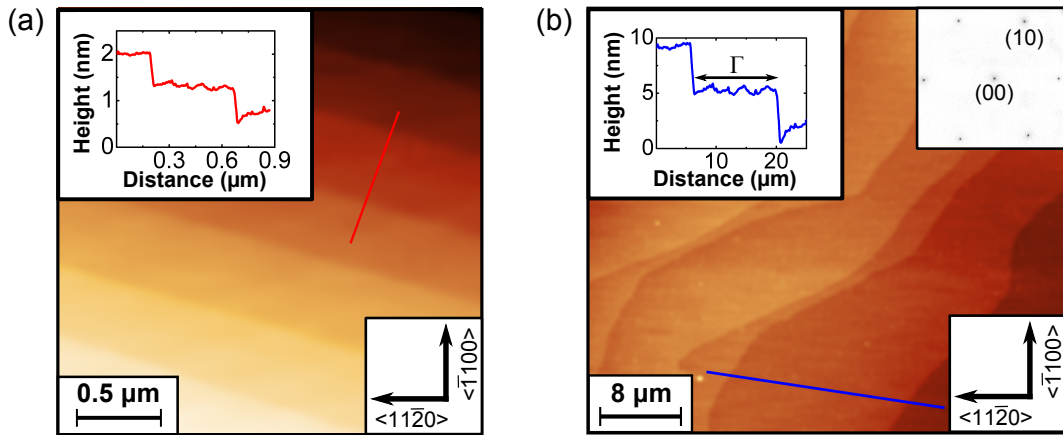 (a)
Height (nm)
2
1
0
0.3
0.6
0.9
Distance (µm)
0.5 µm
<1̄100>
<112̄0>
(b)
Height (nm)
10
5
0
Γ
10
20
Distance (µm)
(10)
(00)
8 µm
<1̄100>
<112̄0>